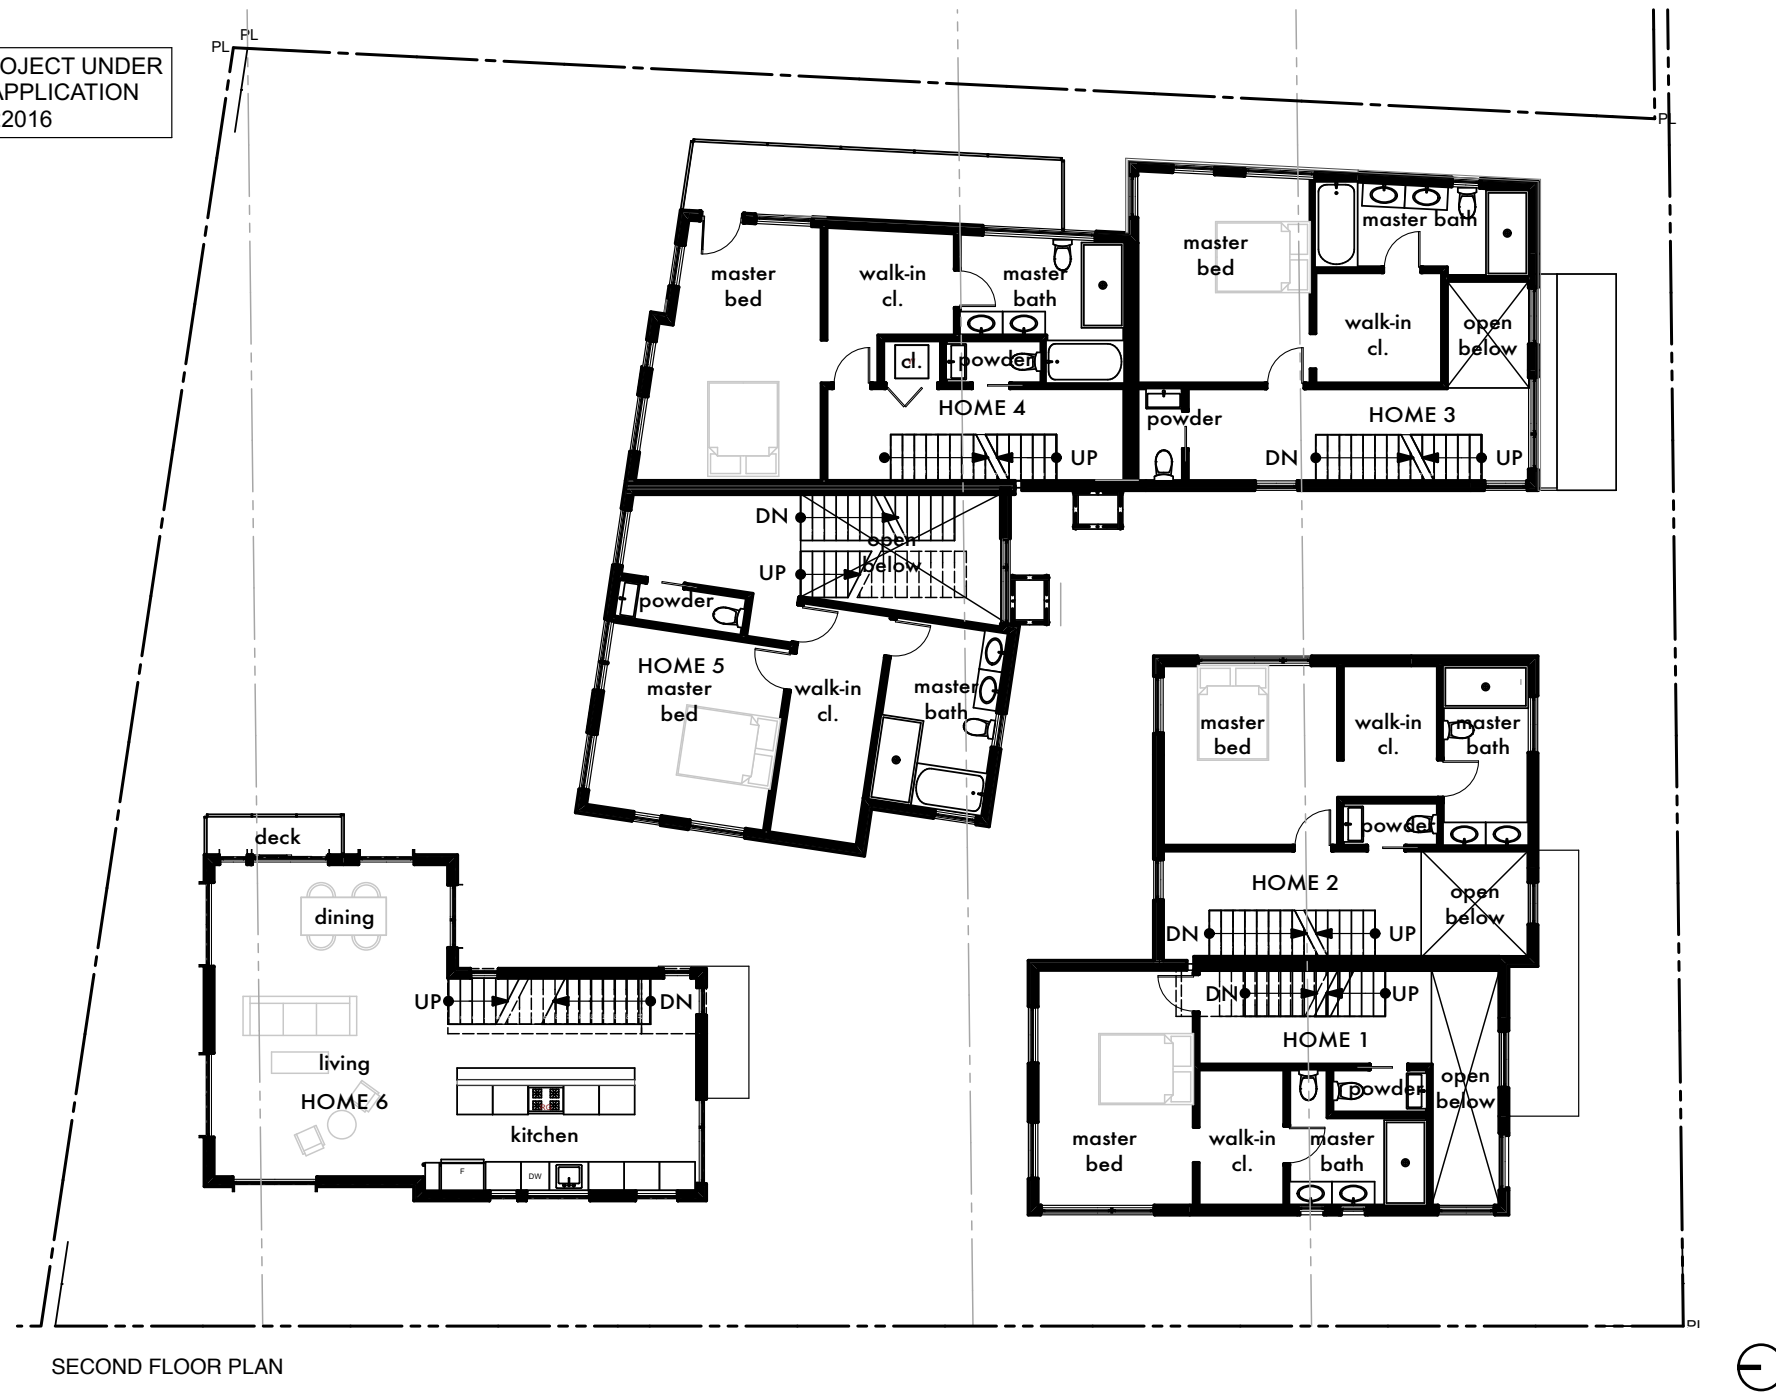 PL
PL
OJECT UNDER
APPLICATION
2016
PL
master
bed
walk-in
cl.
master
bath
cl.
powder
HOME 4
UP
master
bed
master bath
walk-in
cl.
open
below
powder
HOME 3
DN
UP
DN
open
below
UP
powder
HOME 5
master
bed
walk-in
cl.
master
bath
master
bed
walk-in
cl.
master
bath
powder
HOME 2
open
below
DN
UP
DN
UP
HOME 1
open
below
powder
master
bed
walk-in
cl.
master
bath
deck
dining
UP
DN
living
HOME 6
kitchen
F
DW
PL
SECOND FLOOR PLAN